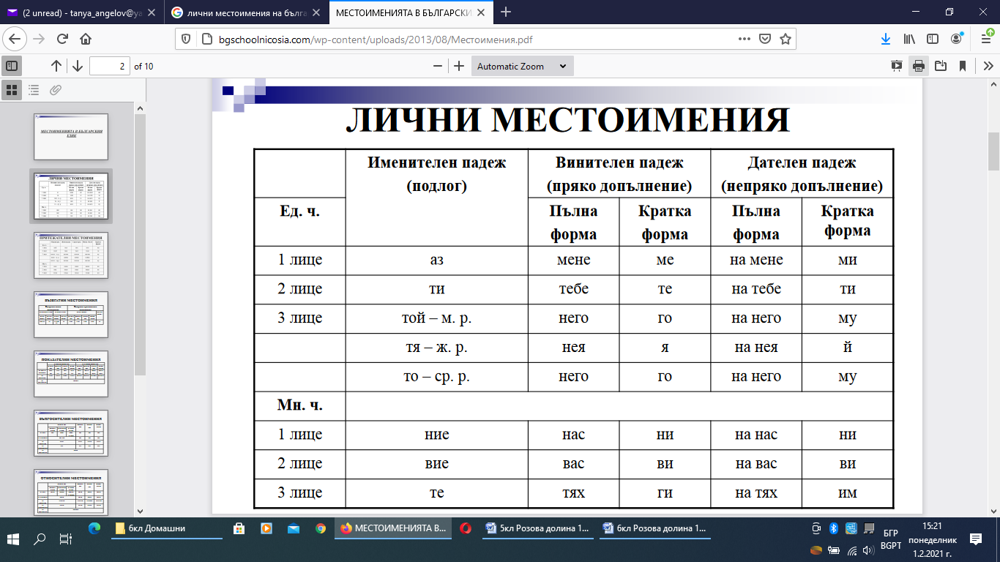 (2 unread) - tanya_angelov@ya
лични местоимения на бълга
МЕСТОИМЕНИЯТА В БЪЛГАРСКИ
bgschoolnicosia.com/wp-content/uploads/2013/08/Местоимения.pdf
2 of 10
Automatic Zoom
МЕСТОИМЕНИЯТА В БЪЛГАРСКИЯ
ЕЗИК
ЛИЧНИ МЕСТОИМЕНИЯ
ПРИТЕЖАТЕЛНИ МЕСТОИМЕНИЯ
ВЪЗВРАТНИ МЕСТОИМЕНИЯ
ПОКАЗАТЕЛНИ МЕСТОИМЕНИЯ
ВЪПРОСИТЕЛНИ МЕСТОИМЕНИЯ
ОТНОСИТЕЛНИ МЕСТОИМЕНИЯ
ЛИЧНИ МЕСТОИМЕНИЯ
Именителен падеж Винителен падеж Дателен падеж
(подлог) (пряко допълнение) (непряко допълнение)
Ед. ч. Пълна Кратка Пълна Кратка
форма форма форма форма
1 лице аз мене ме на мене ми
2 лице ти тебе те на тебе ти
3 лице той – м. р. него го на него му
тя – ж. р. нея я на нея й
то – ср. р. него го на него му
Мн. ч.
1 лице ние нас ни на нас ни
2 лице вие вас ви на вас ви
3 лице те тях ги на тях им
6кл Домашни
МЕСТОИМЕНИЯТА В...
5кл Розова долина 1...
6кл Розова долина 1...
БГР
BGPT
15:21
понеделник
1.2.2021 г.